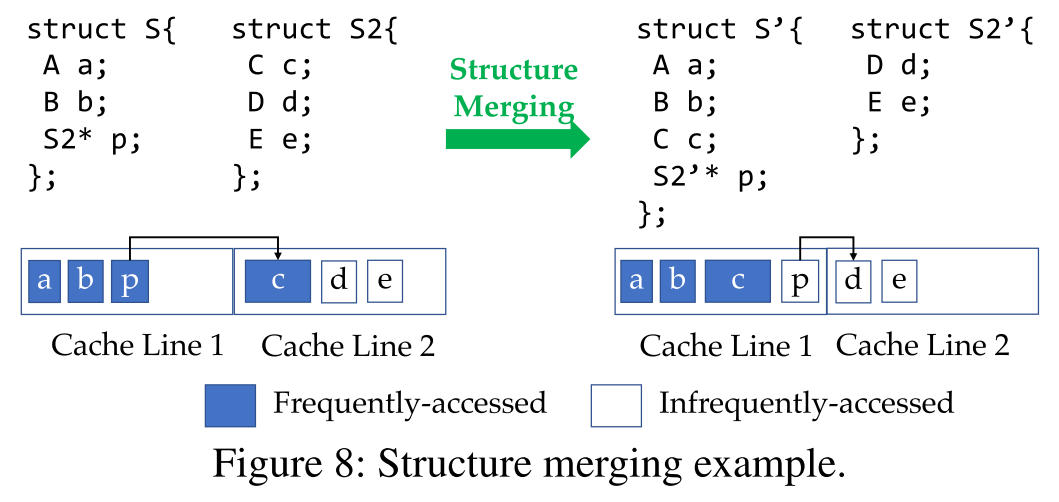 struct S{
A a;
B b;
S2* p;
};
struct S2{
C c;
D d;
E e;
};
Structure
Merging
struct S’{
A a;
B b;
C c;
S2’* p;
};
struct S2’{
D d;
E e;
};
a b p c d e
Cache Line 1 Cache Line 2
a b c p d e
Cache Line 1 Cache Line 2
Frequently-accessed Infrequently-accessed
Figure 8: Structure merging example.